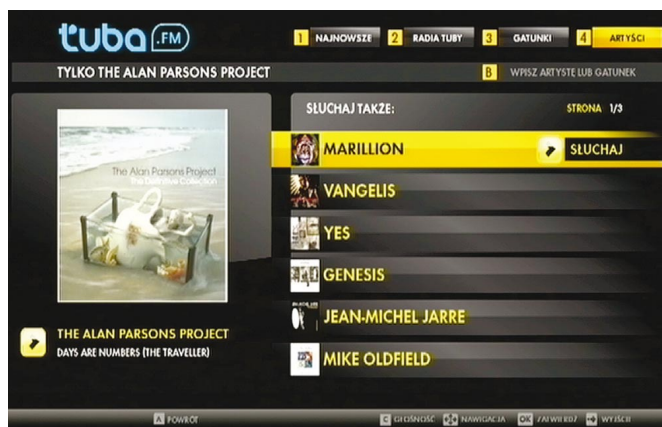 tuba.FM
1 NAJNOWSZE 2 RADIA TUBY 3 GATUNKI 4 ARTYŚCI
TYLKO THE ALAN PARSONS PROJECT
B WPISZ ARTYSTĘ LUB GATUNEK
SŁUCHAJ TAKŻE:
STRONA 1/3
The Alan Parsons Project
The Definitive Collection
MARILLION
SŁUCHAJ
VANGELIS
YES
GENESIS
JEAN-MICHEL JARRE
MIKE OLDFIELD
THE ALAN PARSONS PROJECT
DAYS ARE NUMBERS (THE TRAVELLER)
A POWRÓT
C GŁOŚNOŚĆ NAWIGACJA OK ZATWIERDŹ WYJŚCIE